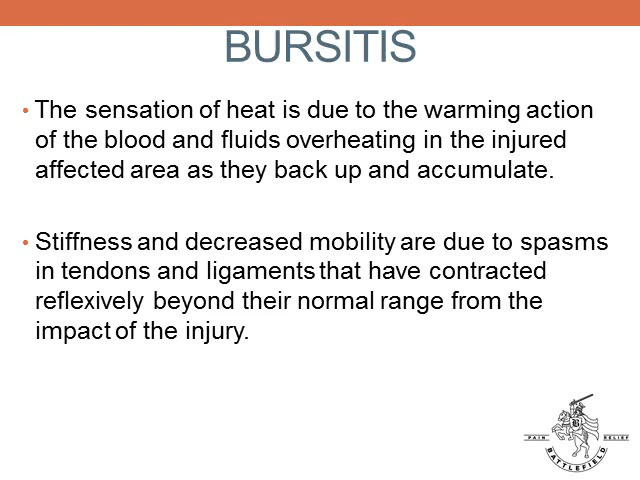 BURSITIS
• The sensation of heat is due to the warming action
of the blood and fluids overheating in the injured
affected area as they back up and accumulate.
• Stiffness and decreased mobility are due to spasms
in tendons and ligaments that have contracted
reflexively beyond their normal range from the
impact of the injury.
B
PAIN RELIEF
BATTLEFIELD